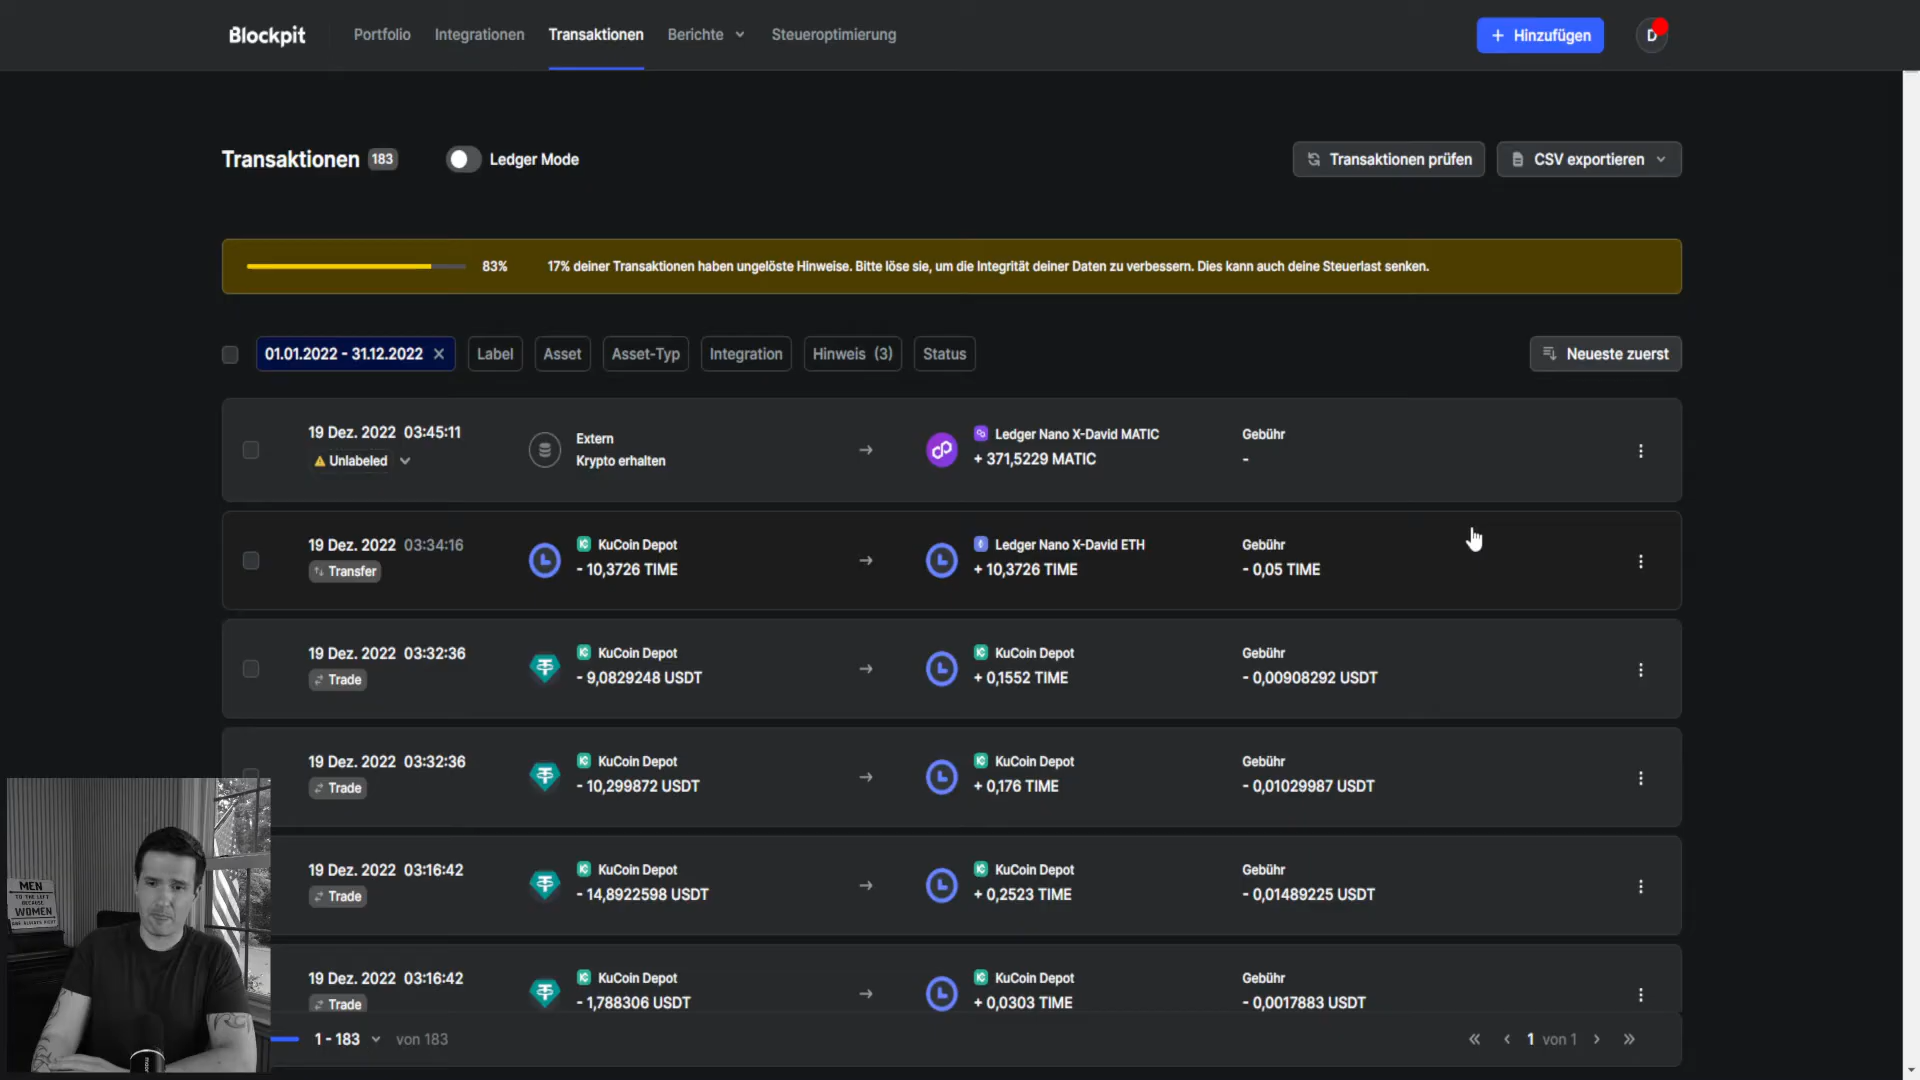 Blockpit
Portfolio
Integrationen
Transaktionen
Berichte
Steueroptimierung
+ Hinzufügen
D
Transaktionen 183
Ledger Mode
Transaktionen prüfen
CSV exportieren
83%
17% deiner Transaktionen haben ungelöste Hinweise. Bitte löse sie, um die Integrität deiner Daten zu verbessern. Dies kann auch deine Steuerlast senken.
01.01.2022 - 31.12.2022
Label
Asset
Asset-Typ
Integration
Hinweis (3)
Status
Neueste zuerst
19 Dez. 2022 03:45:11
Unlabeled
Extern
Krypto erhalten
Ledger Nano X-David MATIC
+ 371,5229 MATIC
Gebühr
-
19 Dez. 2022 03:34:16
Transfer
KuCoin Depot
- 10,3726 TIME
Ledger Nano X-David ETH
+ 10,3726 TIME
Gebühr
- 0,05 TIME
19 Dez. 2022 03:32:36
Trade
KuCoin Depot
- 9,0829248 USDT
KuCoin Depot
+ 0,1552 TIME
Gebühr
- 0,00908292 USDT
19 Dez. 2022 03:32:36
Trade
KuCoin Depot
- 10,299872 USDT
KuCoin Depot
+ 0,176 TIME
Gebühr
- 0,01029987 USDT
19 Dez. 2022 03:16:42
Trade
KuCoin Depot
- 14,8922598 USDT
KuCoin Depot
+ 0,2523 TIME
Gebühr
- 0,01489225 USDT
19 Dez. 2022 03:16:42
Trade
KuCoin Depot
- 1,788306 USDT
KuCoin Depot
+ 0,0303 TIME
Gebühr
- 0,0017883 USDT
MEN
TO THE LEFT
BECAUSE
WOMEN
1 - 183
von 183
1 von 1